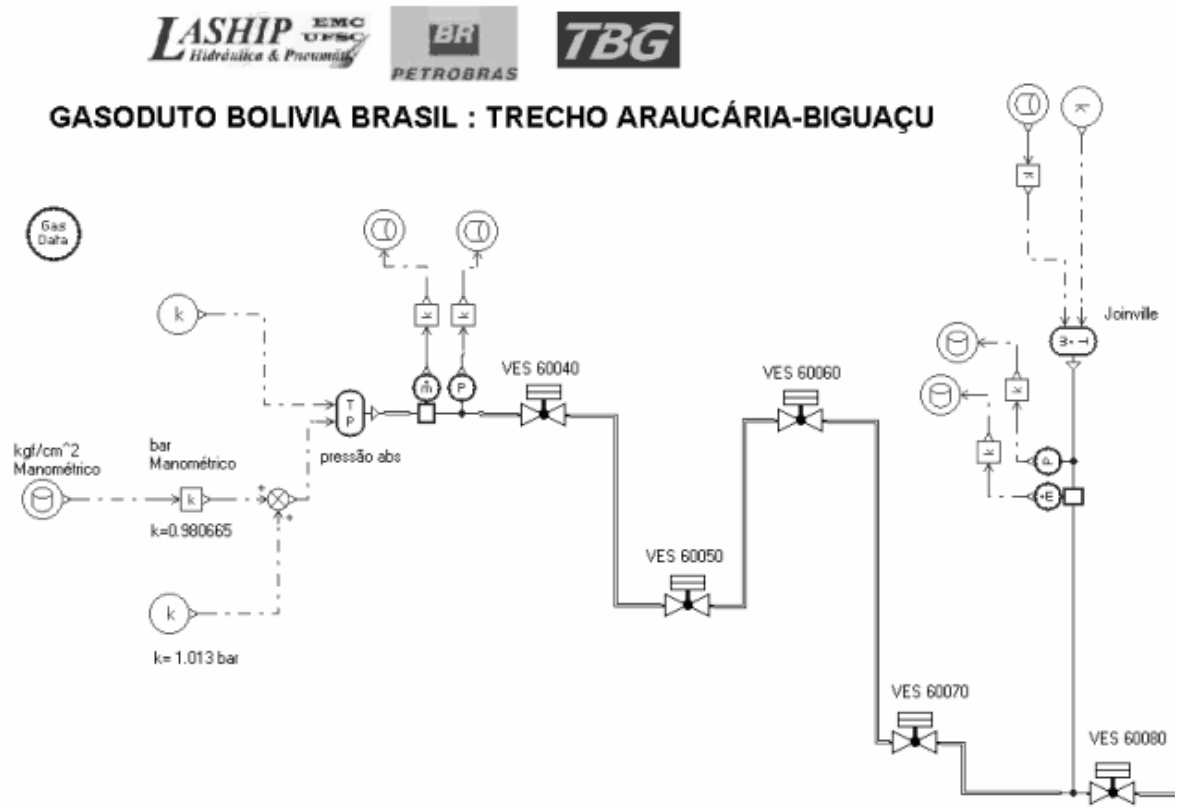 LASHIP EMC
UFSC
Hidráulica & Pneumáti
BR
PETROBRAS
TBG
GASODUTO BOLIVIA BRASIL : TRECHO ARAUCÁRIA-BIGUAÇU
k
k
Gas
Data
k
k
k
Joinville
W T
VES 60040
VES 60060
ṁ
P
k
k
T
P
pressão abs
kgf/cm^2
Manométrico
bar
Manométrico
k
+
+
k=0.980665
P
ṁ
VES 60050
k
k= 1.013 bar
VES 60070
VES 60080